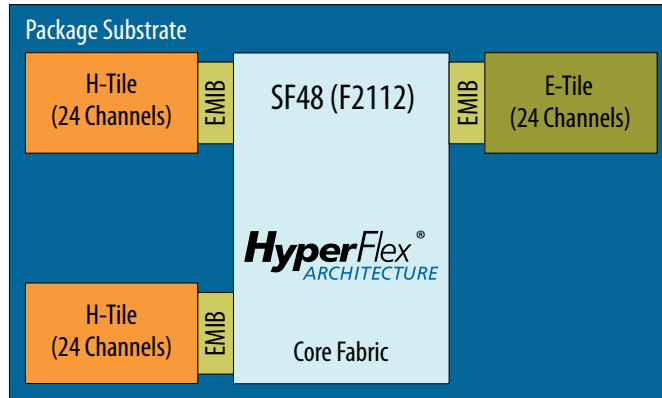 Package Substrate
H-Tile
(24 Channels)
EMIB
SF48 (F2112)
EMIB
E-Tile
(24 Channels)
HyperFlex®
ARCHITECTURE
H-Tile
(24 Channels)
EMIB
Core Fabric